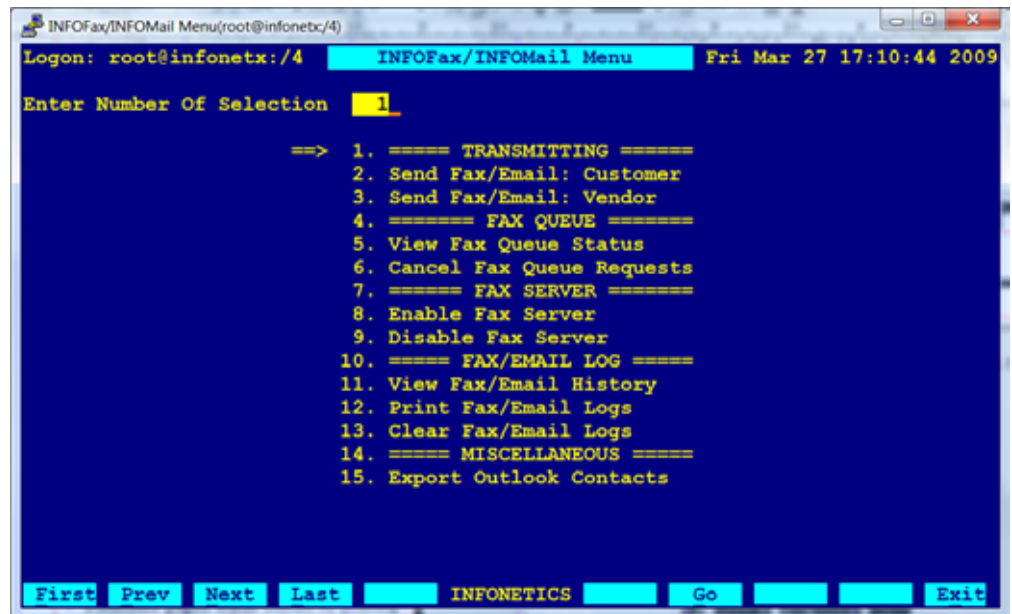 INFOFax/INFOMail Menu(root@infonetx:/4)
Logon: root@infonetx:/4 INFOFax/INFOMail Menu Fri Mar 27 17:10:44 2009
Enter Number Of Selection 1
==> 1. ===== TRANSMITTING ======
2. Send Fax/Email: Customer
3. Send Fax/Email: Vendor
4. ======= FAX QUEUE =======
5. View Fax Queue Status
6. Cancel Fax Queue Requests
7. ====== FAX SERVER =======
8. Enable Fax Server
9. Disable Fax Server
10. ===== FAX/EMAIL LOG =====
11. View Fax/Email History
12. Print Fax/Email Logs
13. Clear Fax/Email Logs
14. ===== MISCELLANEOUS =====
15. Export Outlook Contacts
First Prev Next Last INFONETICS Go Exit